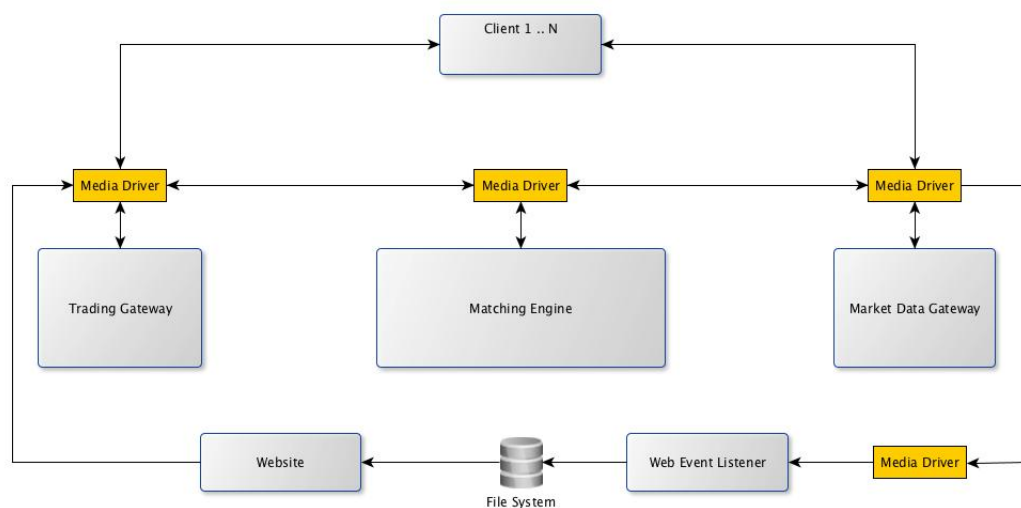 Client 1 .. N
Media Driver
Media Driver
Media Driver
Trading Gateway
Matching Engine
Market Data Gateway
Website
Web Event Listener
Media Driver
File System